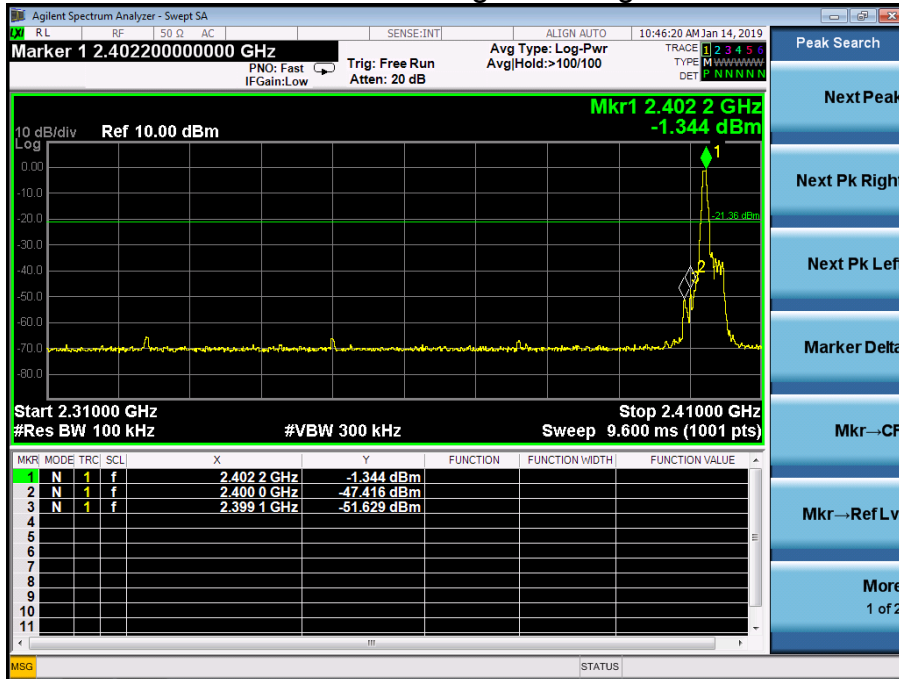 Agilent Spectrum Analyzer - Swept SA
LXI RL RF 50 Ω AC SENSE:INT ALIGN AUTO 10:46:20 AM Jan 14, 2019
Marker 1 2.402200000000 GHz Avg Type: Log-Pwr TRACE 1 2 3 4 5 6
PNO: Fast Trig: Free Run Avg|Hold:>100/100 TYPE M WWWWW
IFGain:Low Atten: 20 dB DET P N N N N N
Peak Search
Mkr1 2.402 2 GHz
-1.344 dBm
10 dB/div Ref 10.00 dBm
Log
1
0.00
-10.0
-20.0
-21.36 dBm
-30.0
-40.0
2
-50.0
-60.0
-70.0
-80.0
Start 2.31000 GHz Stop 2.41000 GHz
#Res BW 100 kHz #VBW 300 kHz Sweep 9.600 ms (1001 pts)
MKR MODE TRC SCL X Y FUNCTION FUNCTION WIDTH FUNCTION VALUE
1 N 1 f 2.402 2 GHz -1.344 dBm
2 N 1 f 2.400 0 GHz -47.416 dBm
3 N 1 f 2.399 1 GHz -51.629 dBm
4
5
6
7
8
9
10
11
MSG STATUS
Next Peak
Next Pk Right
Next Pk Left
Marker Delta
Mkr→CF
Mkr→Ref Lv
More
1 of 2